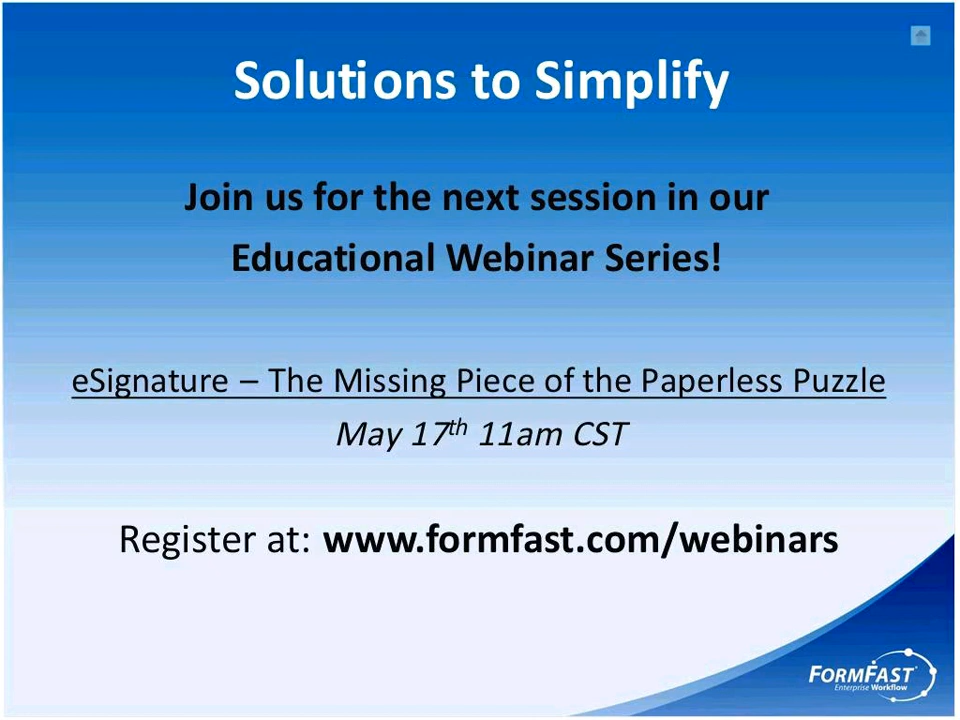 Solutions to Simplify
Join us for the next session in our
Educational Webinar Series!
eSignature – The Missing Piece of the Paperless Puzzle
May 17th 11am CST
Register at: www.formfast.com/webinars
FORMFAST
Enterprise Workflow